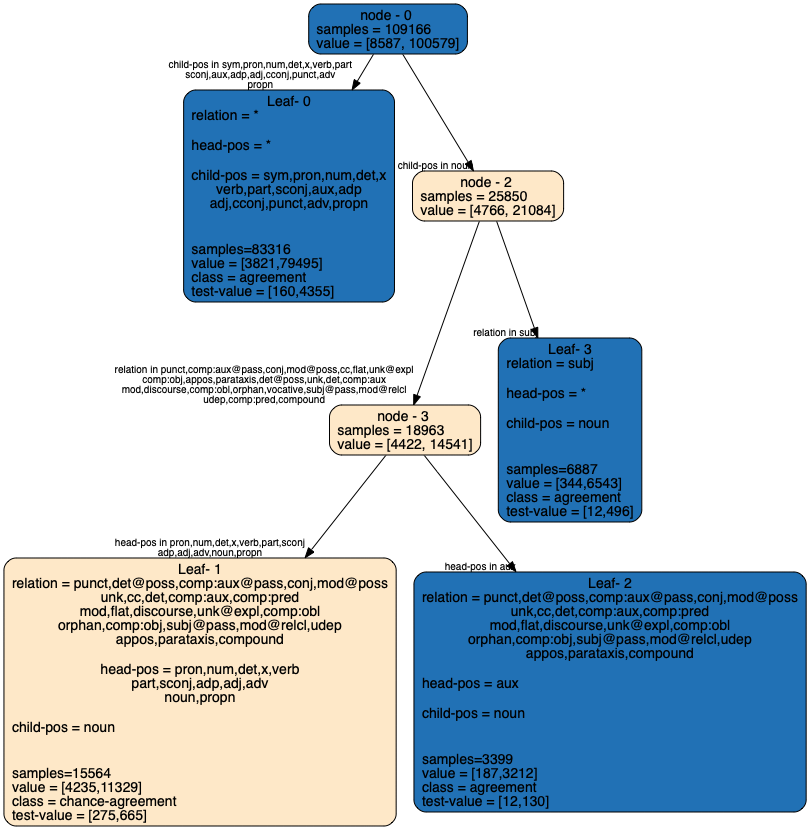 node - 0
samples = 109166
value = [8587, 100579]
child-pos in sym,pron,num,det,x,verb,part
sconj,aux,adp,adj,cconj,punct,adv
propn
Leaf- 0
relation = *
head-pos = *
child-pos = sym,pron,num,det,x
verb,part,sconj,aux,adp
adj,cconj,punct,adv,propn
samples=83316
value = [3821,79495]
class = agreement
test-value = [160,4355]
child-pos in noun
node - 2
samples = 25850
value = [4766, 21084]
relation in subj
Leaf- 3
relation = subj
head-pos = *
child-pos = noun
samples=6887
value = [344,6543]
class = agreement
test-value = [12,496]
relation in punct,comp:aux@pass,conj,mod@poss,cc,flat,unk@expl
comp:obj,appos,parataxis,det@poss,unk,det,comp:aux
mod,discourse,comp:obl,orphan,vocative,subj@pass,mod@relcl
udep,comp:pred,compound
node - 3
samples = 18963
value = [4422, 14541]
head-pos in pron,num,det,x,verb,part,sconj
adp,adj,adv,noun,propn
Leaf- 1
relation = punct,det@poss,comp:aux@pass,conj,mod@poss
unk,cc,det,comp:aux,comp:pred
mod,flat,discourse,unk@expl,comp:obl
orphan,comp:obj,subj@pass,mod@relcl,udep
appos,parataxis,compound
head-pos = pron,num,det,x,verb
part,sconj,adp,adj,adv
noun,propn
child-pos = noun
samples=15564
value = [4235,11329]
class = chance-agreement
test-value = [275,665]
head-pos in aux
Leaf- 2
relation = punct,det@poss,comp:aux@pass,conj,mod@poss
unk,cc,det,comp:aux,comp:pred
mod,flat,discourse,unk@expl,comp:obl
orphan,comp:obj,subj@pass,mod@relcl,udep
appos,parataxis,compound
head-pos = aux
child-pos = noun
samples=3399
value = [187,3212]
class = agreement
test-value = [12,130]